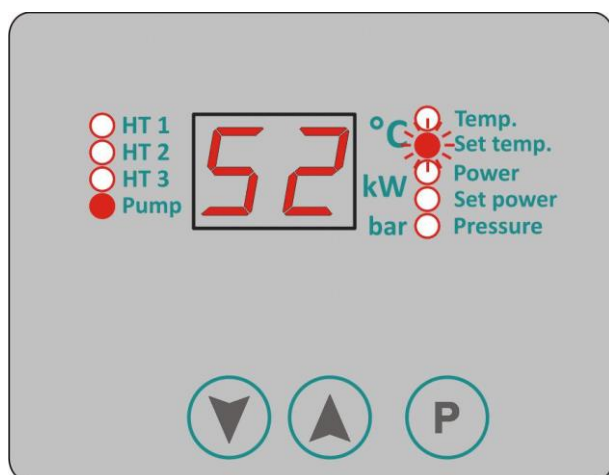 HT 1
HT 2
HT 3
Pump
52
°C
kW
bar
Temp.
Set temp.
Power
Set power
Pressure
P